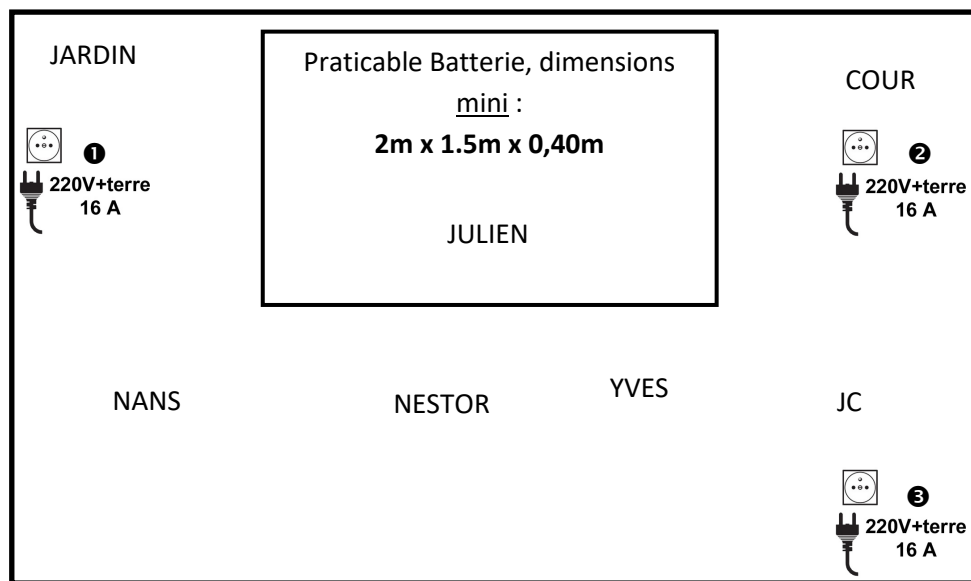 JARDIN
Praticable Batterie, dimensions
mini :
2m x 1.5m x 0,40m
COUR
❶
220V+terre
16 A
❷
220V+terre
16 A
JULIEN
NANS
NESTOR
YVES
JC
❸
220V+terre
16 A